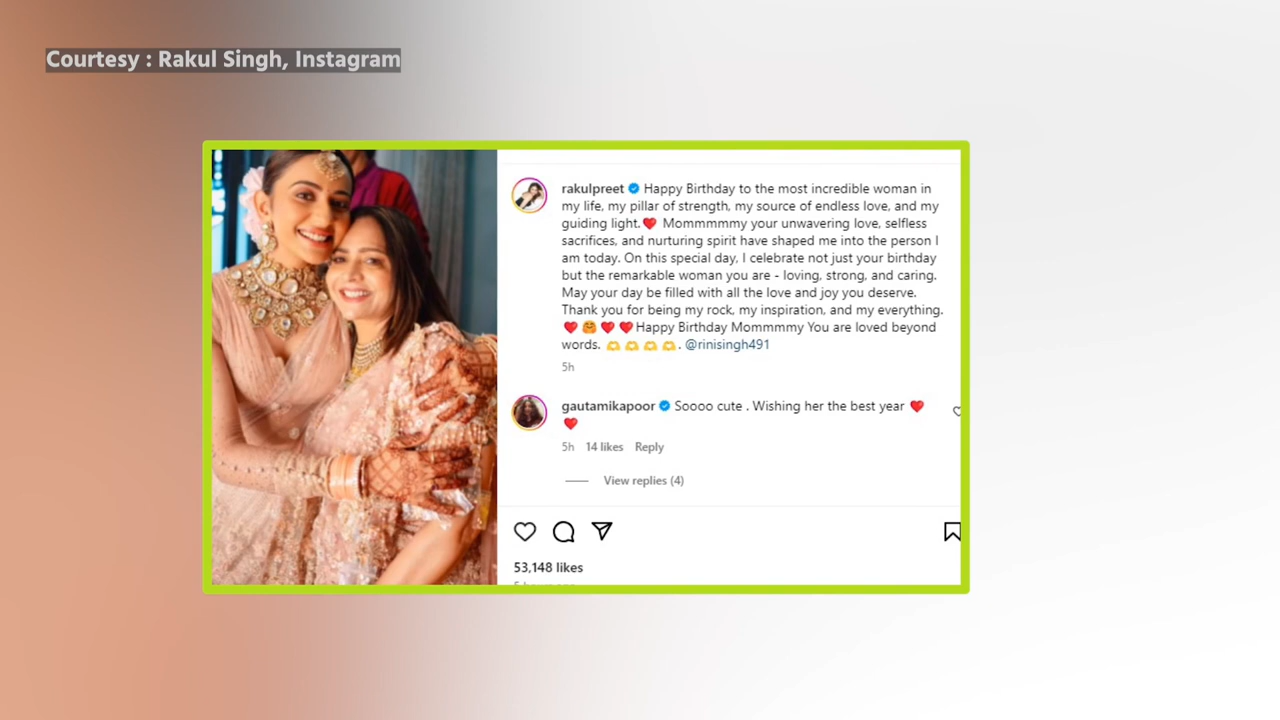 Courtesy : Rakul Singh, Instagram
rakulpreet Happy Birthday to the most incredible woman in
my life, my pillar of strength, my source of endless love, and my
guiding light.❤️ Mommmmmy your unwavering love, selfless
sacrifices, and nurturing spirit have shaped me into the person I
am today. On this special day, I celebrate not just your birthday
but the remarkable woman you are - loving, strong, and caring.
May your day be filled with all the love and joy you deserve.
Thank you for being my rock, my inspiration, and my everything.
❤️ 🤗 ❤️ ❤️Happy Birthday Mommmmy You are loved beyond
words. 🫶 🫶 🫶 🫶. @rinisingh491
5h
gautamikapoor Soooo cute . Wishing her the best year ❤️
❤️
5h 14 likes Reply
View replies (4)
53,148 likes